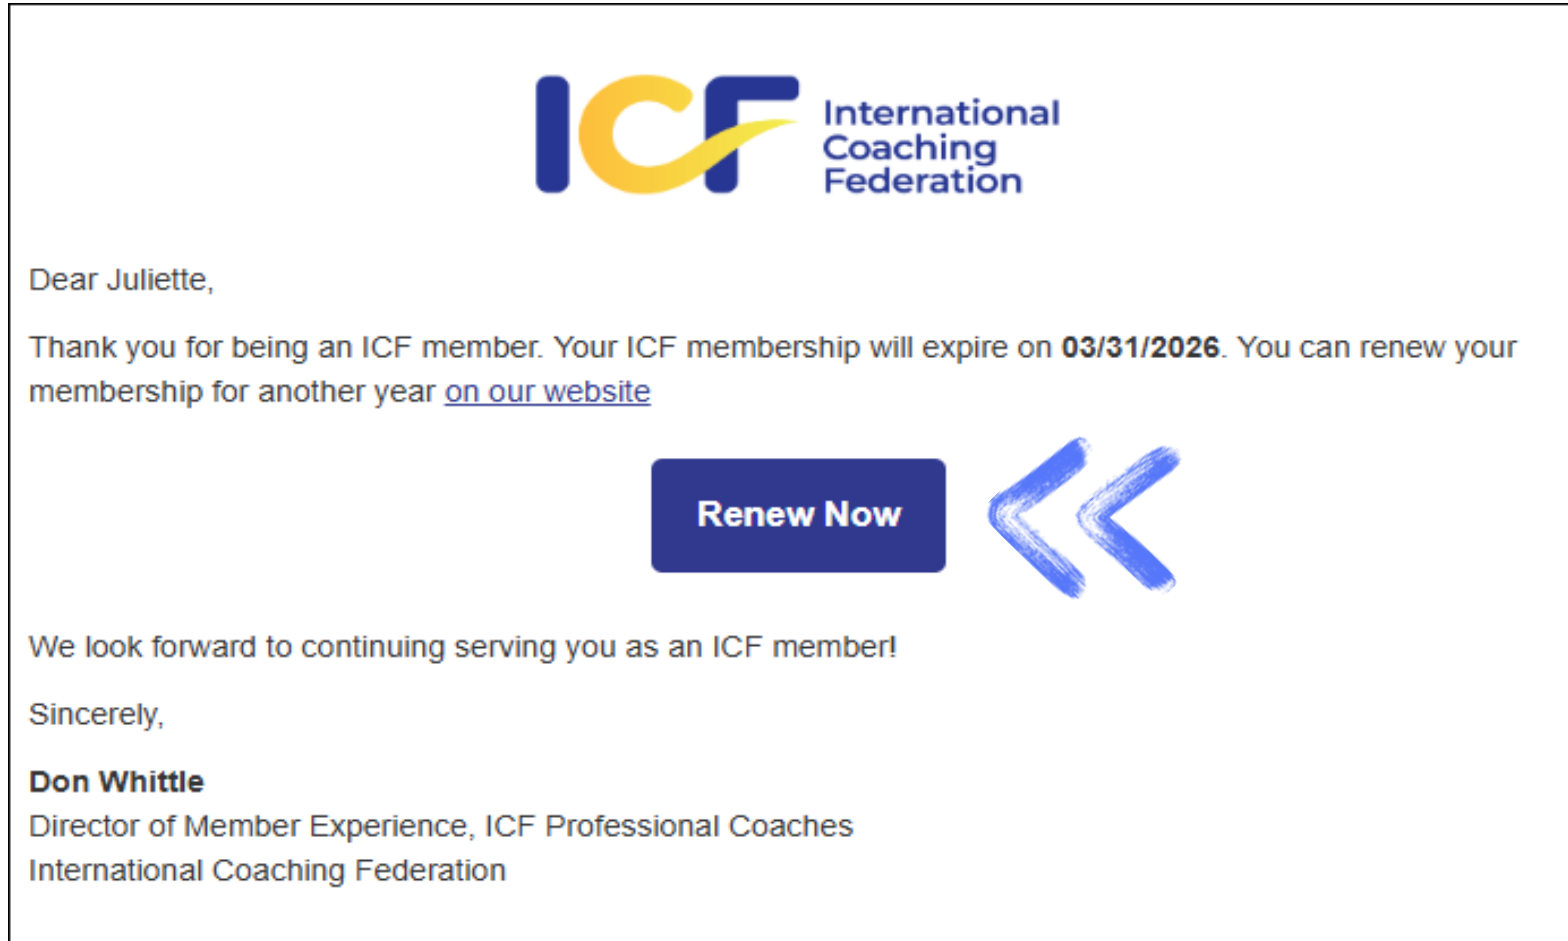 ICF International
Coaching
Federation
Dear Juliette,
Thank you for being an ICF member. Your ICF membership will expire on 03/31/2026. You can renew your
membership for another year on our website
Renew Now
We look forward to continuing serving you as an ICF member!
Sincerely,
Don Whittle
Director of Member Experience, ICF Professional Coaches
International Coaching Federation